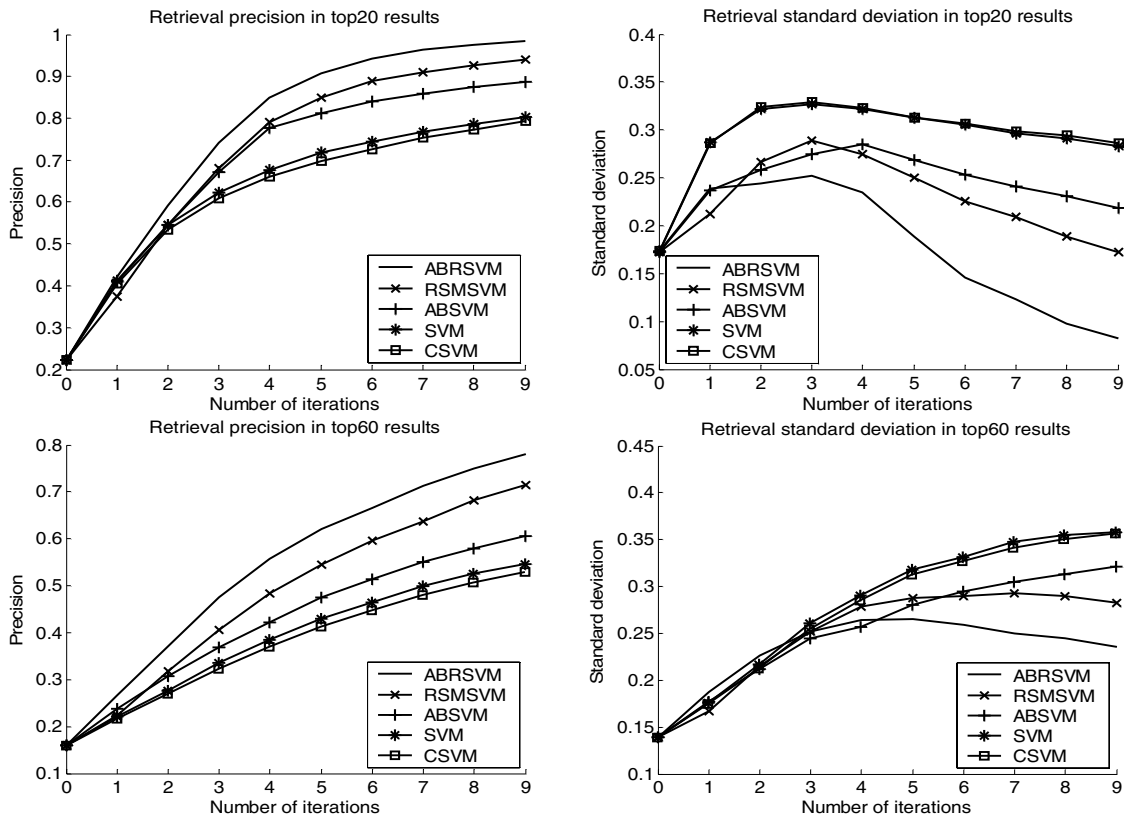 Retrieval precision in top20 results
1
0.9
0.8
0.7
0.6
0.5
0.4
0.3
0.2
Precision
0 1 2 3 4 5 6 7 8 9
Number of iterations
ABRSVM
RSMSVM
ABSVM
SVM
CSVM
Retrieval standard deviation in top20 results
0.4
0.35
0.3
0.25
0.2
0.15
0.1
0.05
Standard deviation
0 1 2 3 4 5 6 7 8 9
Number of iterations
ABRSVM
RSMSVM
ABSVM
SVM
CSVM
Retrieval precision in top60 results
0.8
0.7
0.6
0.5
0.4
0.3
0.2
0.1
Precision
0 1 2 3 4 5 6 7 8 9
Number of iterations
ABRSVM
RSMSVM
ABSVM
SVM
CSVM
Retrieval standard deviation in top60 results
0.45
0.4
0.35
0.3
0.25
0.2
0.15
0.1
Standard deviation
0 1 2 3 4 5 6 7 8 9
Number of iterations
ABRSVM
RSMSVM
ABSVM
SVM
CSVM